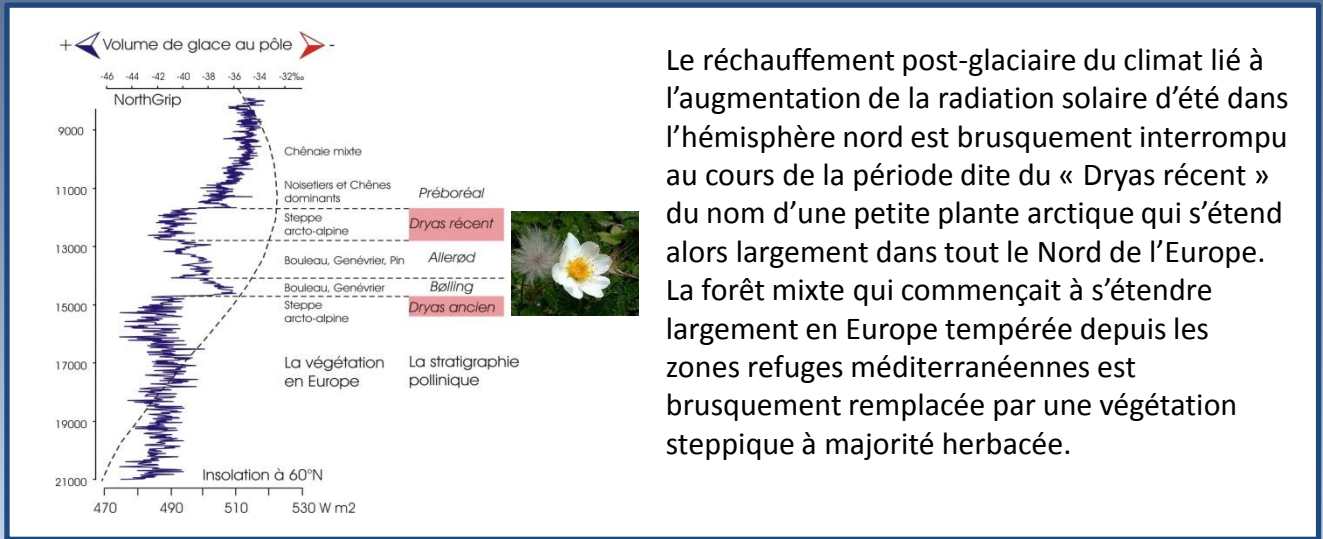 + Volume de glace au pôle -
-46 -44 -42 -40 -38 -36 -34 -32‰
NorthGrip
9000
Chênaie mixte
11000
Noisetiers et Chênes
dominants
Préboréal
Steppe
arcto-alpine
Dryas récent
13000
Bouleau, Genévrier, Pin
Allerød
Bouleau, Genévrier
Bølling
15000
Steppe
arcto-alpine
Dryas ancien
17000
La végétation
en Europe
La stratigraphie
pollinique
19000
21000
Insolation à 60°N
470 490 510 530 W m2
Le réchauffement post-glaciaire du climat lié à
l’augmentation de la radiation solaire d’été dans
l’hémisphère nord est brusquement interrompu
au cours de la période dite du « Dryas récent »
du nom d’une petite plante arctique qui s’étend
alors largement dans tout le Nord de l’Europe.
La forêt mixte qui commençait à s’étendre
largement en Europe tempérée depuis les
zones refuges méditerranéennes est
brusquement remplacée par une végétation
steppique à majorité herbacée.